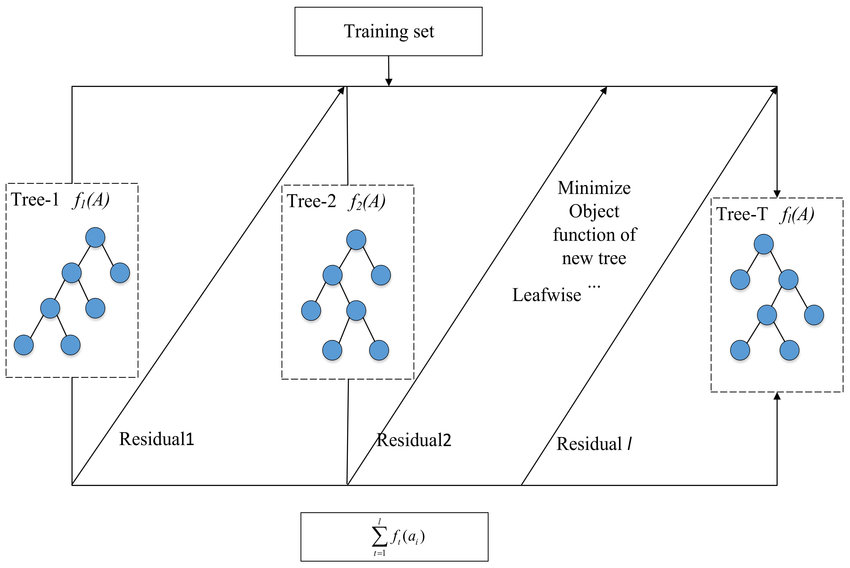 Training set
Tree-1 f1(A)
Tree-2 f2(A)
Minimize
Object
function of
new tree
...
Leafwise
Tree-T fl(A)
Residual1
Residual2
Residual l
l
∑ ft(ai)
t=1